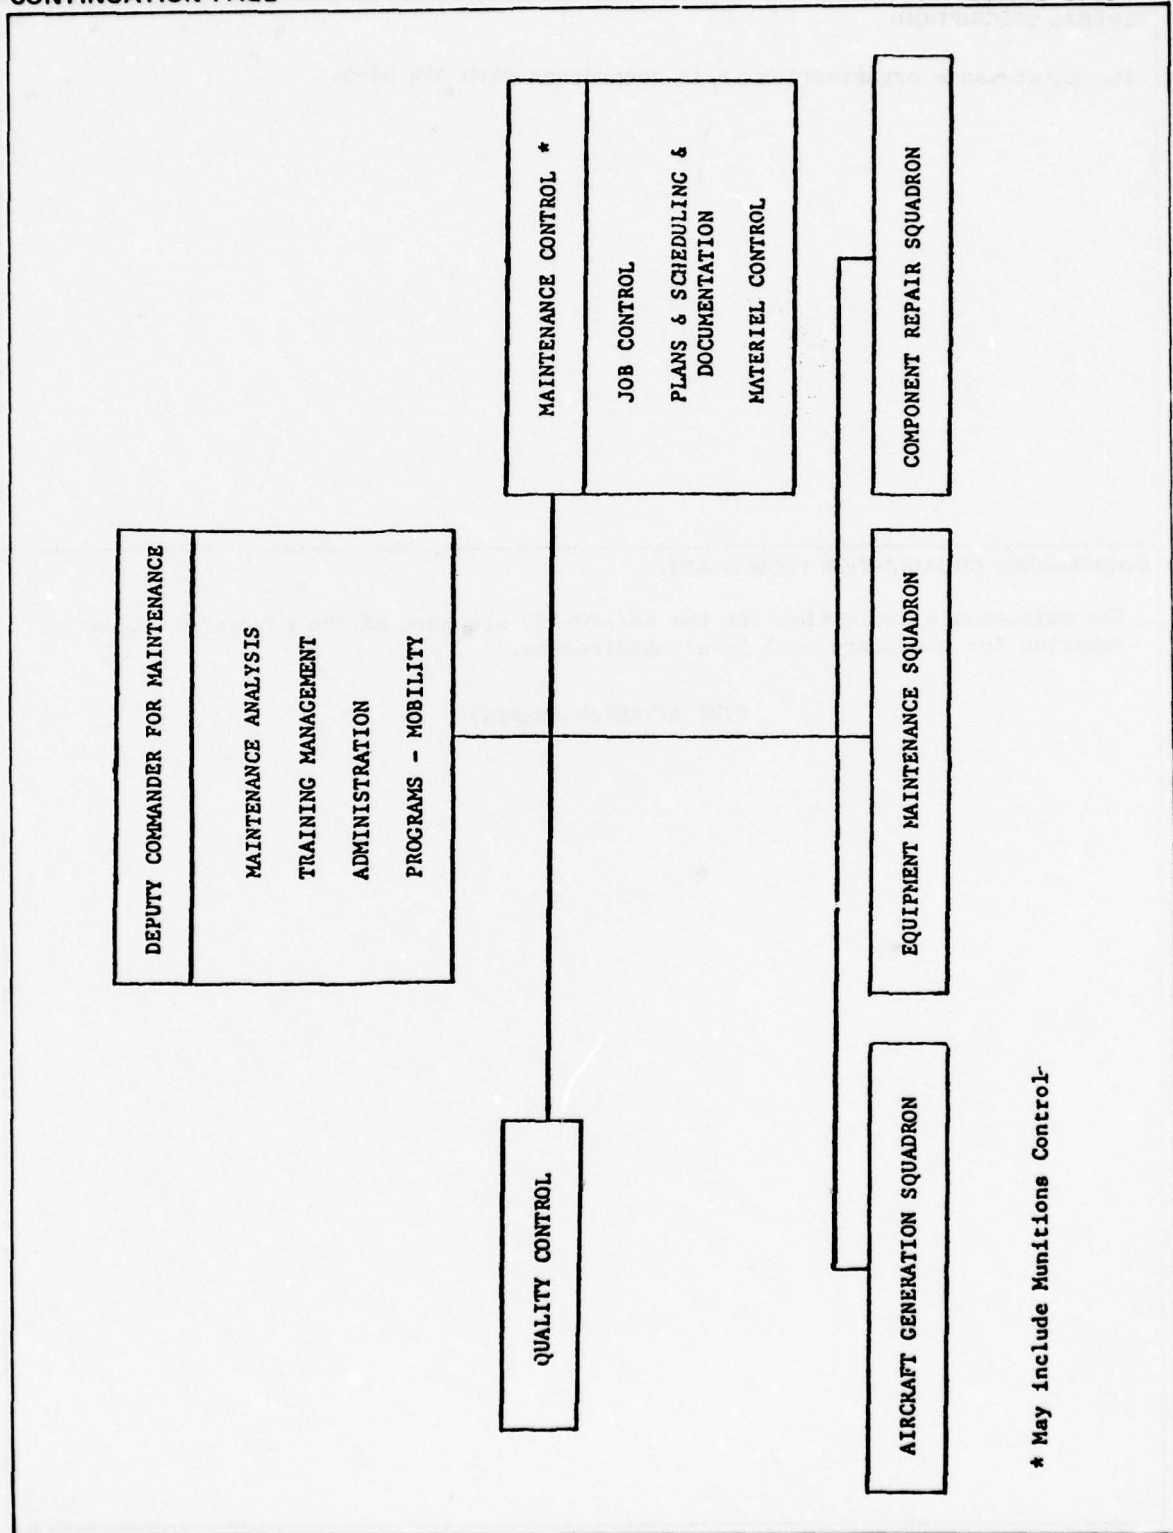 CONTINUATION PAGE
DEPUTY COMMANDER FOR MAINTENANCE
MAINTENANCE ANALYSIS
TRAINING MANAGEMENT
ADMINISTRATION
PROGRAMS - MOBILITY
QUALITY CONTROL
MAINTENANCE CONTROL *
JOB CONTROL
PLANS & SCHEDULING &
DOCUMENTATION
MATERIEL CONTROL
AIRCRAFT GENERATION SQUADRON
EQUIPMENT MAINTENANCE SQUADRON
COMPONENT REPAIR SQUADRON
* May include Munitions Control